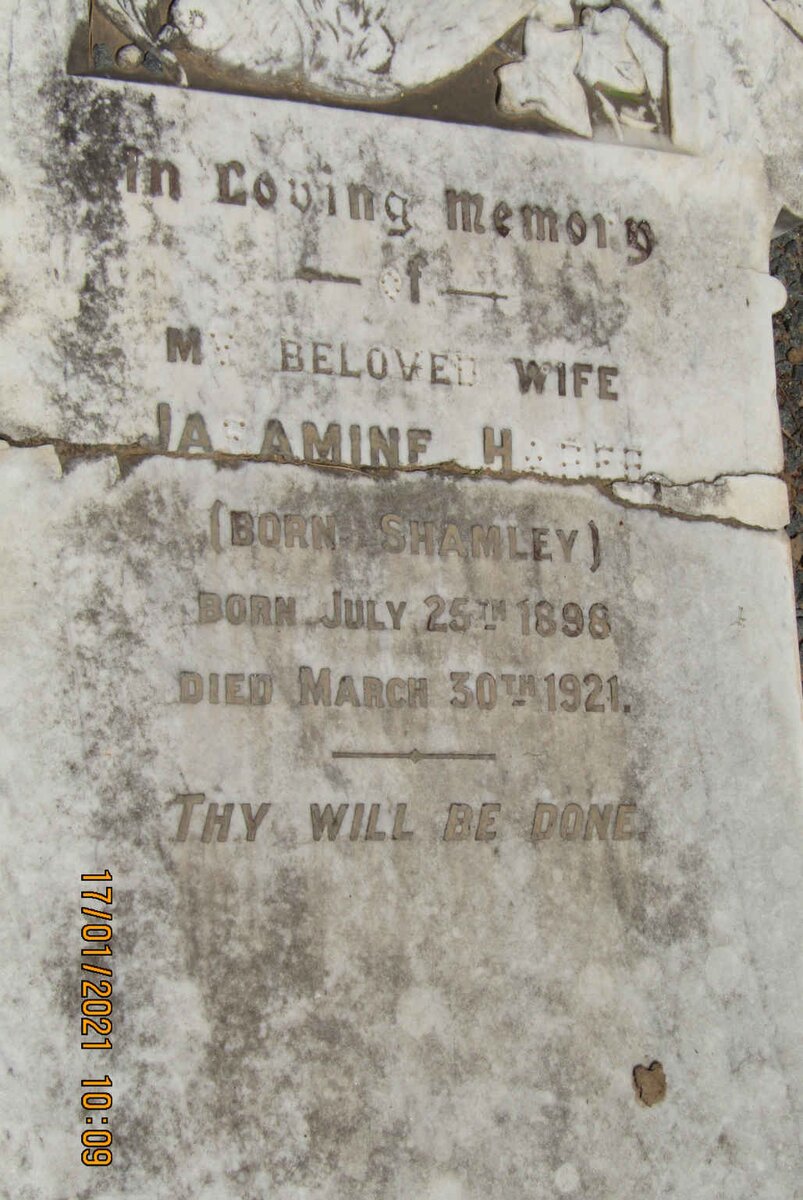 In Loving Memory
of
MY BELOVED WIFE
(BORN SHAMLEY)
BORN JULY 25TH 1898
DIED MARCH 30TH 1921.
THY WILL BE DONE.
17/01/2021 10:09